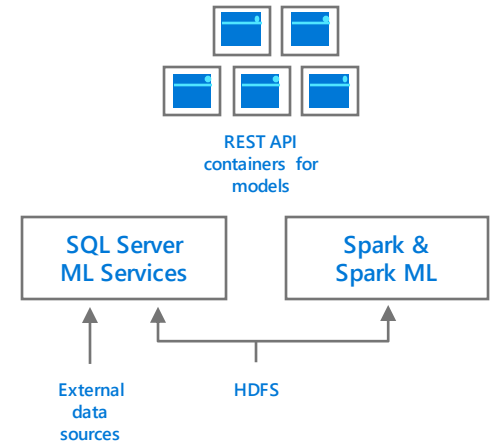 REST API
containers for
models
SQL Server
ML Services
Spark &
Spark ML
External
data
sources
HDFS